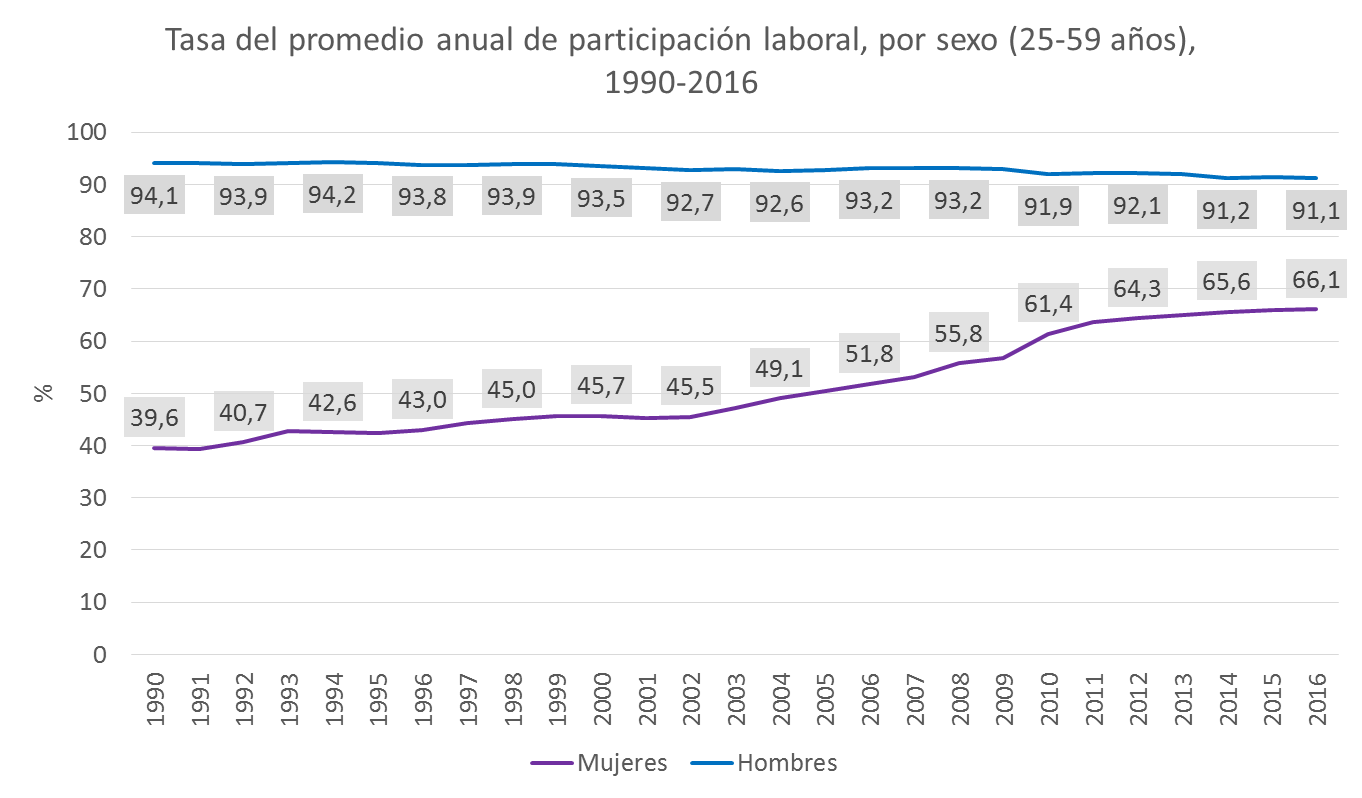 Tasa del promedio anual de participación laboral, por sexo (25-59 años),
1990-2016
100
90
80
70
60
50
40
30
20
10
0
%
94,1 93,9 94,2 93,8 93,9 93,5 92,7 92,6 93,2 93,2 91,9 92,1 91,2 91,1
39,6 40,7 42,6 43,0 45,0 45,7 45,5 49,1 51,8 55,8 61,4 64,3 65,6 66,1
1990 1991 1992 1993 1994 1995 1996 1997 1998 1999 2000 2001 2002 2003 2004 2005 2006 2007 2008 2009 2010 2011 2012 2013 2014 2015 2016
Mujeres Hombres